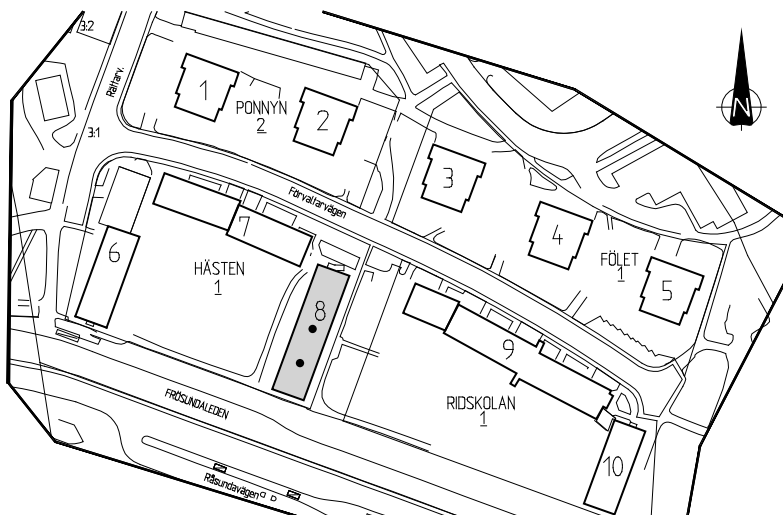 3:2
Rättarv.
3:1
1
PONNYN
2
2
N
3
Förvaltarvägen
4
FÖLET
1
5
6
7
HÄSTEN
1
8
9
RIDSKOLAN
1
10
FRÖSUNDALEDEN
Råsundavägen